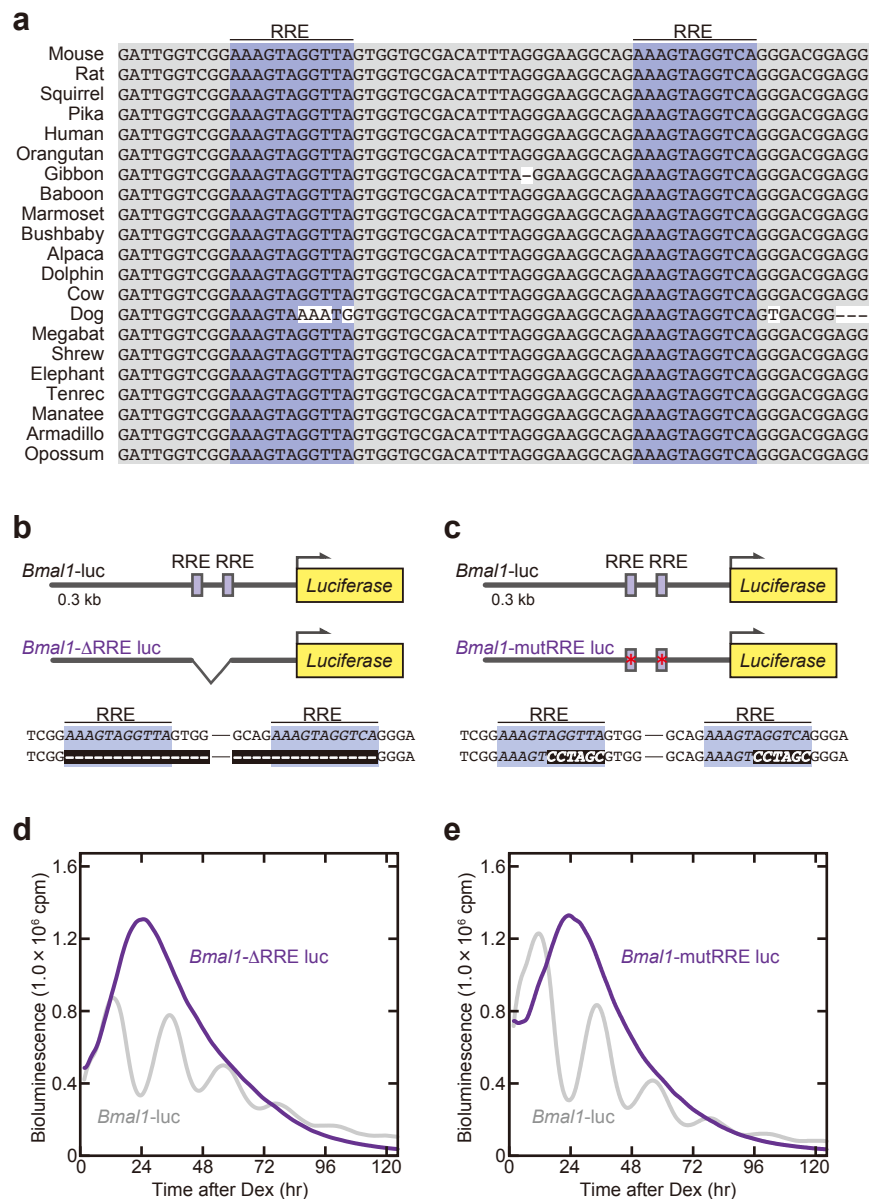 a
RRE RRE
Mouse GATTGGTCGGAAAGTAGGTTAGTGGTGCGACATTTAGGGAAGGCAGAAAGTAGGTCAGGGACGGAGG
Rat GATTGGTCGGAAAGTAGGTTAGTGGTGCGACATTTAGGGAAGGCAGAAAGTAGGTCAGGGACGGAGG
Squirrel GATTGGTCGGAAAGTAGGTTAGTGGTGCGACATTTAGGGAAGGCAGAAAGTAGGTCAGGGACGGAGG
Pika GATTGGTCGGAAAGTAGGTTAGTGGTGCGACATTTAGGGAAGGCAGAAAGTAGGTCAGGGACGGAGG
Human GATTGGTCGGAAAGTAGGTTAGTGGTGCGACATTTAGGGAAGGCAGAAAGTAGGTCAGGGACGGAGG
Orangutan GATTGGTCGGAAAGTAGGTTAGTGGTGCGACATTTAGGGAAGGCAGAAAGTAGGTCAGGGACGGAGG
Gibbon GATTGGTCGGAAAGTAGGTTAGTGGTGCGACATTTA–GGAAGGCAGAAAGTAGGTCAGGGACGGAGG
Baboon GATTGGTCGGAAAGTAGGTTAGTGGTGCGACATTTAGGGAAGGCAGAAAGTAGGTCAGGGACGGAGG
Marmoset GATTGGTCGGAAAGTAGGTTAGTGGTGCGACATTTAGGGAAGGCAGAAAGTAGGTCAGGGACGGAGG
Bushbaby GATTGGTCGGAAAGTAGGTTAGTGGTGCGACATTTAGGGAAGGCAGAAAGTAGGTCAGGGACGGAGG
Alpaca GATTGGTCGGAAAGTAGGTTAGTGGTGCGACATTTAGGGAAGGCAGAAAGTAGGTCAGGGACGGAGG
Dolphin GATTGGTCGGAAAGTAGGTTAGTGGTGCGACATTTAGGGAAGGCAGAAAGTAGGTCAGGGACGGAGG
Cow GATTGGTCGGAAAGTAGGTTAGTGGTGCGACATTTAGGGAAGGCAGAAAGTAGGTCAGGGACGGAGG
Dog GATTGGTCGGAAAGTAAAATGGTGGTGCGACATTTAGGGAAGGCAGAAAGTAGGTCAGTGACGG–––
Megabat GATTGGTCGGAAAGTAGGTTAGTGGTGCGACATTTAGGGAAGGCAGAAAGTAGGTCAGGGACGGAGG
Shrew GATTGGTCGGAAAGTAGGTTAGTGGTGCGACATTTAGGGAAGGCAGAAAGTAGGTCAGGGACGGAGG
Elephant GATTGGTCGGAAAGTAGGTTAGTGGTGCGACATTTAGGGAAGGCAGAAAGTAGGTCAGGGACGGAGG
Tenrec GATTGGTCGGAAAGTAGGTTAGTGGTGCGACATTTAGGGAAGGCAGAAAGTAGGTCAGGGACGGAGG
Manatee GATTGGTCGGAAAGTAGGTTAGTGGTGCGACATTTAGGGAAGGCAGAAAGTAGGTCAGGGACGGAGG
Armadillo GATTGGTCGGAAAGTAGGTTAGTGGTGCGACATTTAGGGAAGGCAGAAAGTAGGTCAGGGACGGAGG
Opossum GATTGGTCGGAAAGTAGGTTAGTGGTGCGACATTTAGGGAAGGCAGAAAGTAGGTCAGGGACGGAGG
b
RRE RRE
Bmal1-luc
0.3 kb
Luciferase
Bmal1-ΔRRE luc
Luciferase
RRE RRE
TCGGAAAGTAGGTTAGTGG — GCAGAAAGTAGGTCAGGGA
TCGG–––––––––––––––—–––––––––––––––GGGA
c
RRE RRE
Bmal1-luc
0.3 kb
Luciferase
Bmal1-mutRRE luc
* *
Luciferase
RRE RRE
TCGGAAAGTAGGTTAGTGG — GCAGAAAGTAGGTCAGGGA
TCGGAAAGTCCTAGCGTGG — GCAGAAAGTCCTAGCGGGA
d
Bioluminescence (1.0 × 10⁶ cpm)
1.6
1.2
0.8
0.4
0
Bmal1-ΔRRE luc
Bmal1-luc
0 24 48 72 96 120
Time after Dex (hr)
e
Bioluminescence (1.0 × 10⁶ cpm)
1.6
1.2
0.8
0.4
0
Bmal1-mutRRE luc
Bmal1-luc
0 24 48 72 96 120
Time after Dex (hr)